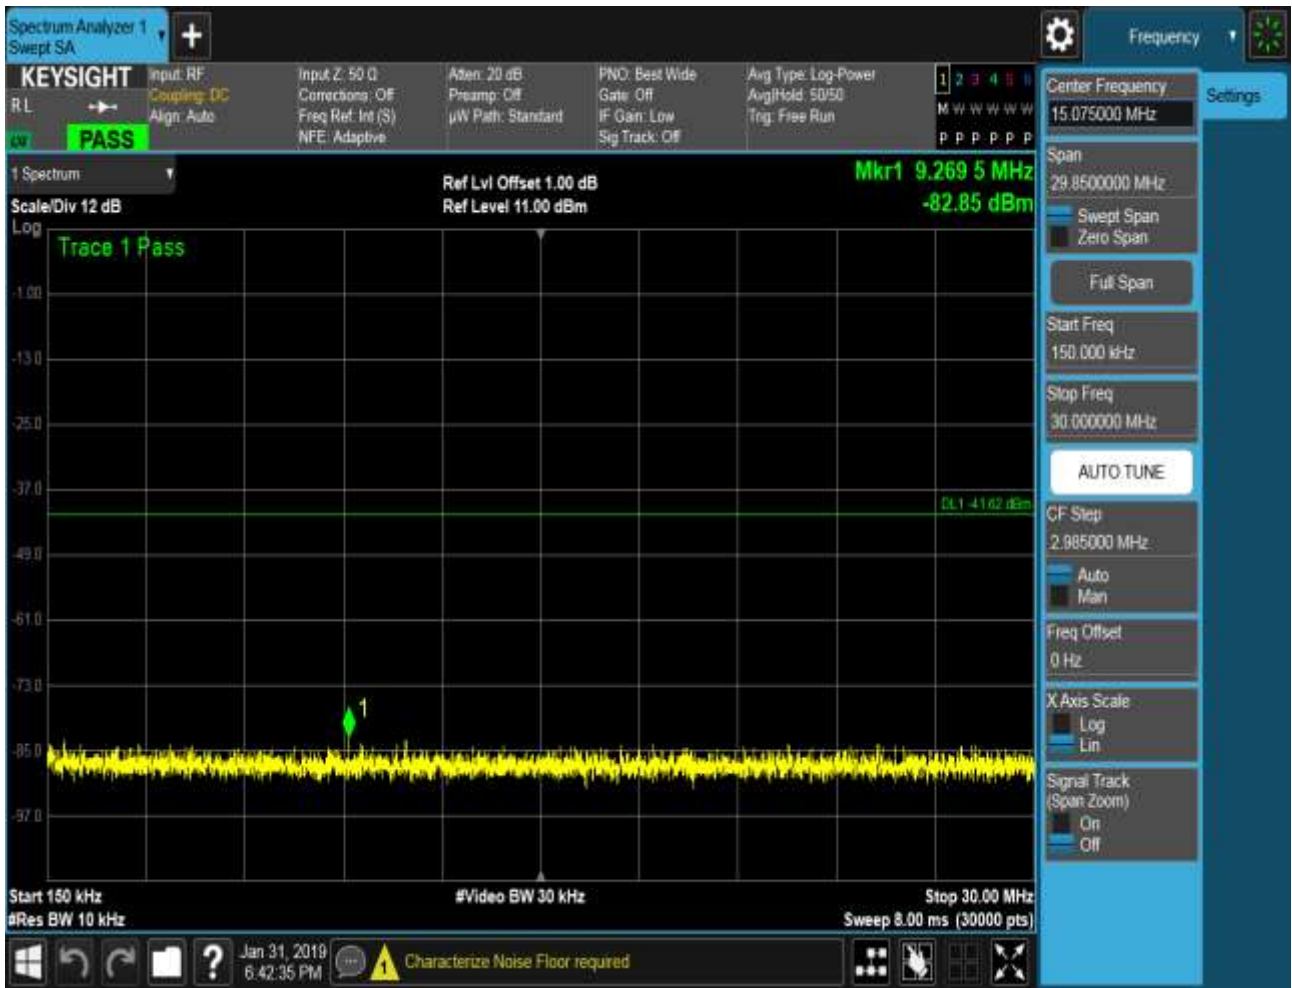 Spectrum Analyzer 1
Swept SA
Frequency
KEYSIGHT
RL
PASS
Input: RF
Coupling: DC
Align: Auto
Input Z: 50 Ω
Corrections: Off
Freq Ref: Int (S)
NFE: Adaptive
Atten: 20 dB
Preamp: Off
µW Path: Standard
PNO: Best Wide
Gate: Off
IF Gain: Low
Sig Track: Off
Avg Type: Log-Power
Avg|Hold: 50/50
Trig: Free Run
1 2 3 4 5 6
M W W W W W
P P P P P P
1 Spectrum
Scale/Div 12 dB
Log
Ref Lvl Offset 1.00 dB
Ref Level 11.00 dBm
Mkr1 9.269 5 MHz
-82.85 dBm
Trace 1 Pass
-1.00
-13.0
-25.0
-37.0
DL1 -41.62 dBm
-49.0
-61.0
-73.0
1
-85.0
-97.0
Start 150 kHz
#Video BW 30 kHz
Stop 30.00 MHz
#Res BW 10 kHz
Sweep 8.00 ms (30000 pts)
Center Frequency
15.075000 MHz
Settings
Span
29.8500000 MHz
Swept Span
Zero Span
Full Span
Start Freq
150.000 kHz
Stop Freq
30.000000 MHz
AUTO TUNE
CF Step
2.985000 MHz
Auto
Man
Freq Offset
0 Hz
X Axis Scale
Log
Lin
Signal Track
(Span Zoom)
On
Off
?
Jan 31, 2019
6:42:35 PM
1
Characterize Noise Floor required